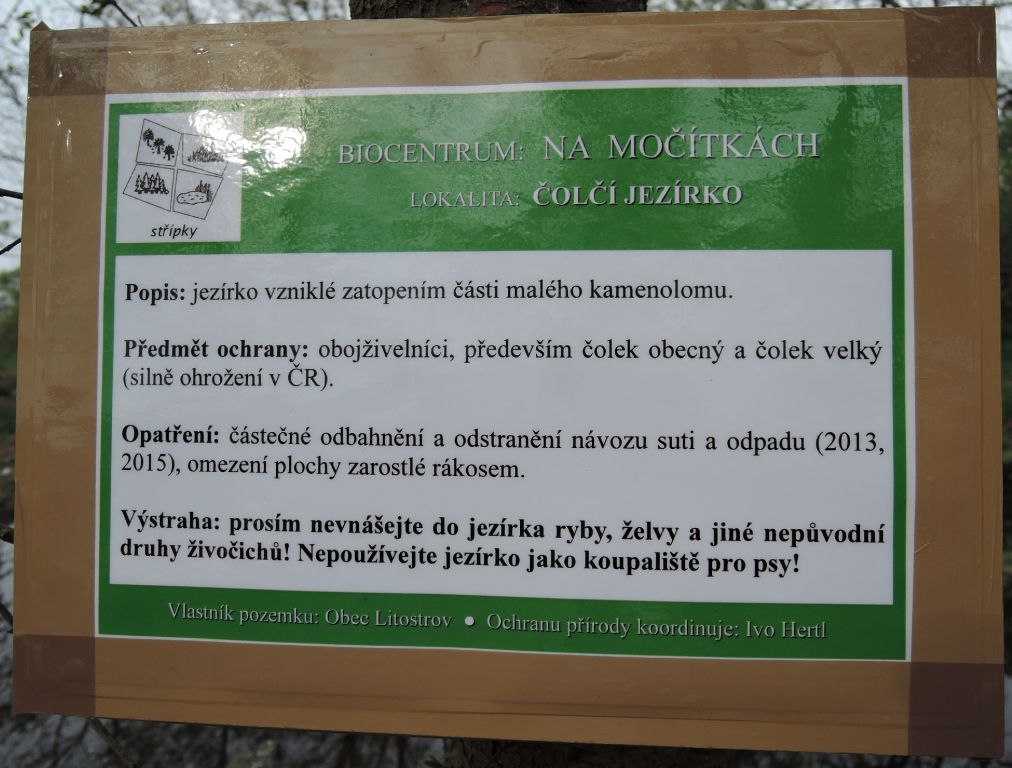 BIOCENTRUM: NA MOČÍTKÁCH
LOKALITA: ČOLČÍ JEZÍRKO
střípky
Popis: jezírko vzniklé zatopením části malého kamenolomu.
Předmět ochrany: obojživelníci, především čolek obecný a čolek velký
(silně ohrožení v ČR).
Opatření: částečné odbahnění a odstranění návozu suti a odpadu (2013,
2015), omezení plochy zarostlé rákosem.
Výstraha: prosím nevnášejte do jezírka ryby, želvy a jiné nepůvodní
druhy živočichů! Nepoužívejte jezírko jako koupaliště pro psy!
Vlastník pozemku: Obec Litostrov ● Ochranu přírody koordinuje: Ivo Hertl